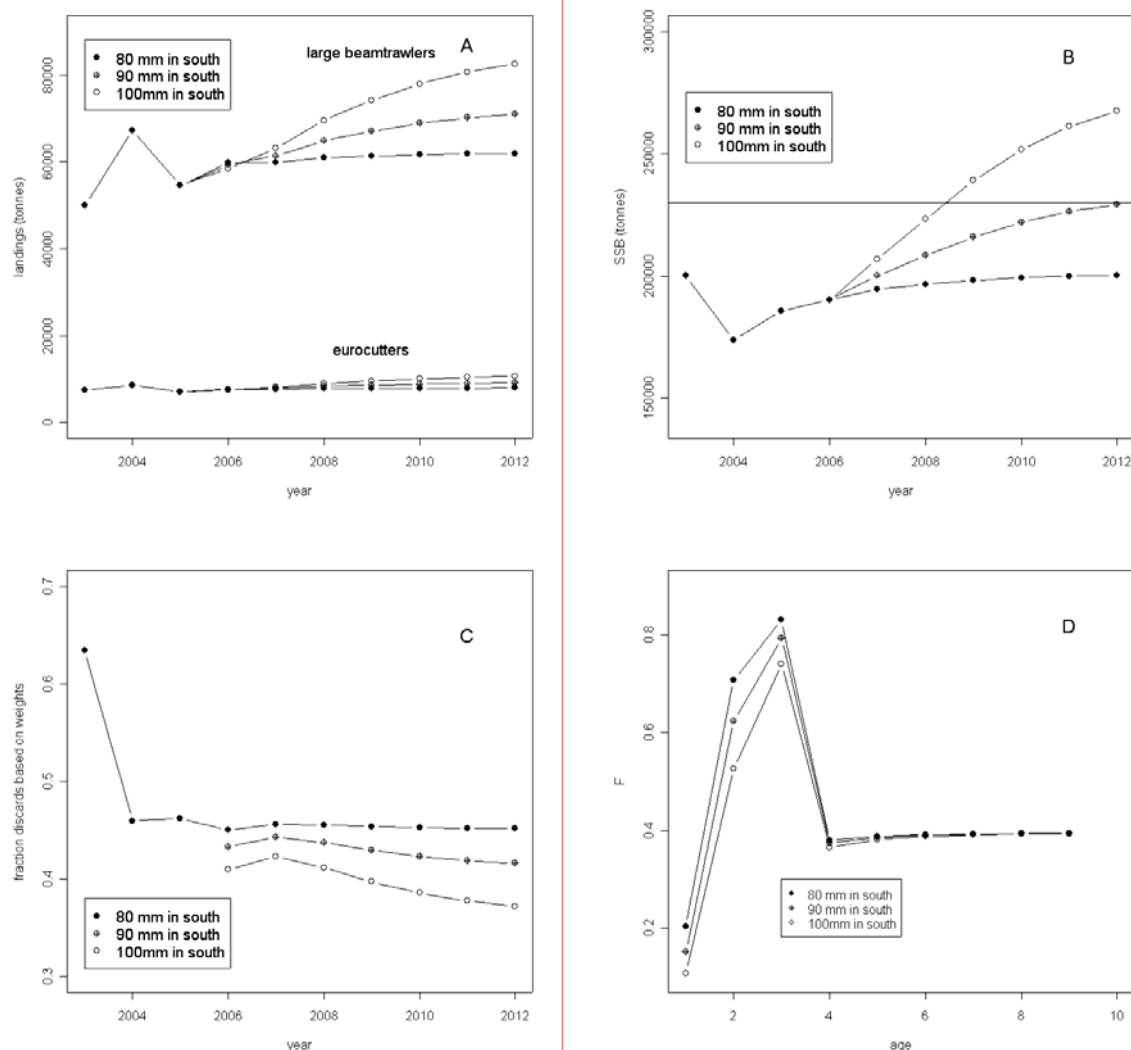 A
large beamtrawlers
80 mm in south
90 mm in south
100mm in south
eurocutters
landings (tonnes)
0
20000
40000
60000
80000
2004
2006
2008
2010
2012
year
B
80 mm in south
90 mm in south
100mm in south
SSB (tonnes)
150000
200000
250000
300000
2004
2006
2008
2010
2012
year
C
80 mm in south
90 mm in south
100mm in south
fraction discards based on weights
0.3
0.4
0.5
0.6
0.7
2004
2006
2008
2010
2012
year
D
80 mm in south
90 mm in south
100mm in south
F
0.2
0.4
0.6
0.8
2
4
6
8
10
age